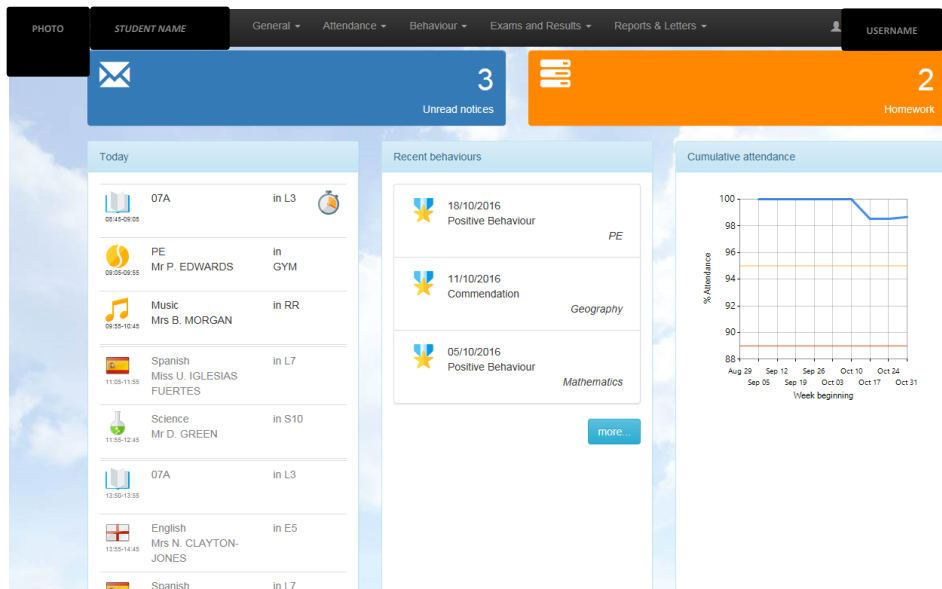 PHOTO
STUDENT NAME
General Attendance Behaviour Exams and Results Reports & Letters
USERNAME
3
Unread notices
2
Homework
Today
07A in L3
08:45-09:05
PE in
Mr P. EDWARDS GYM
09:05-09:55
Music in RR
Mrs B. MORGAN
09:55-10:45
Spanish in L7
Miss U. IGLESIAS
11:05-11:55
FUERTES
Science in S10
Mr D. GREEN
11:55-12:45
07A in L3
13:50-13:55
English in E5
Mrs N. CLAYTON-
13:55-14:45
JONES
Spanish in L7
Recent behaviours
18/10/2016
Positive Behaviour
PE
11/10/2016
Commendation
Geography
05/10/2016
Positive Behaviour
Mathematics
more...
Cumulative attendance
% Attendance
100
98
96
94
92
90
88
Aug 29 Sep 12 Sep 26 Oct 10 Oct 24
Sep 05 Sep 19 Oct 03 Oct 17 Oct 31
Week beginning